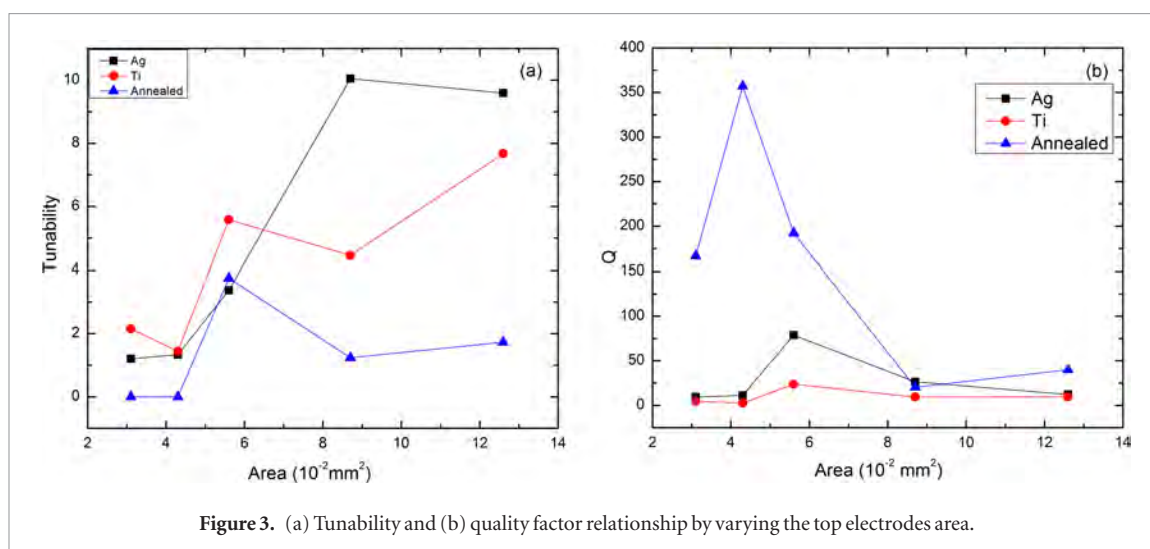 (a)
Ag
Ti
Annealed
10
8
6
4
2
0
Tunability
2 4 6 8 10 12 14
Area (10⁻²mm²)
(b)
Ag
Ti
Annealed
400
350
300
250
200
150
100
50
0
Q
2 4 6 8 10 12 14
Area (10⁻²mm²)
Figure 3. (a) Tunability and (b) quality factor relationship by varying the top electrodes area.